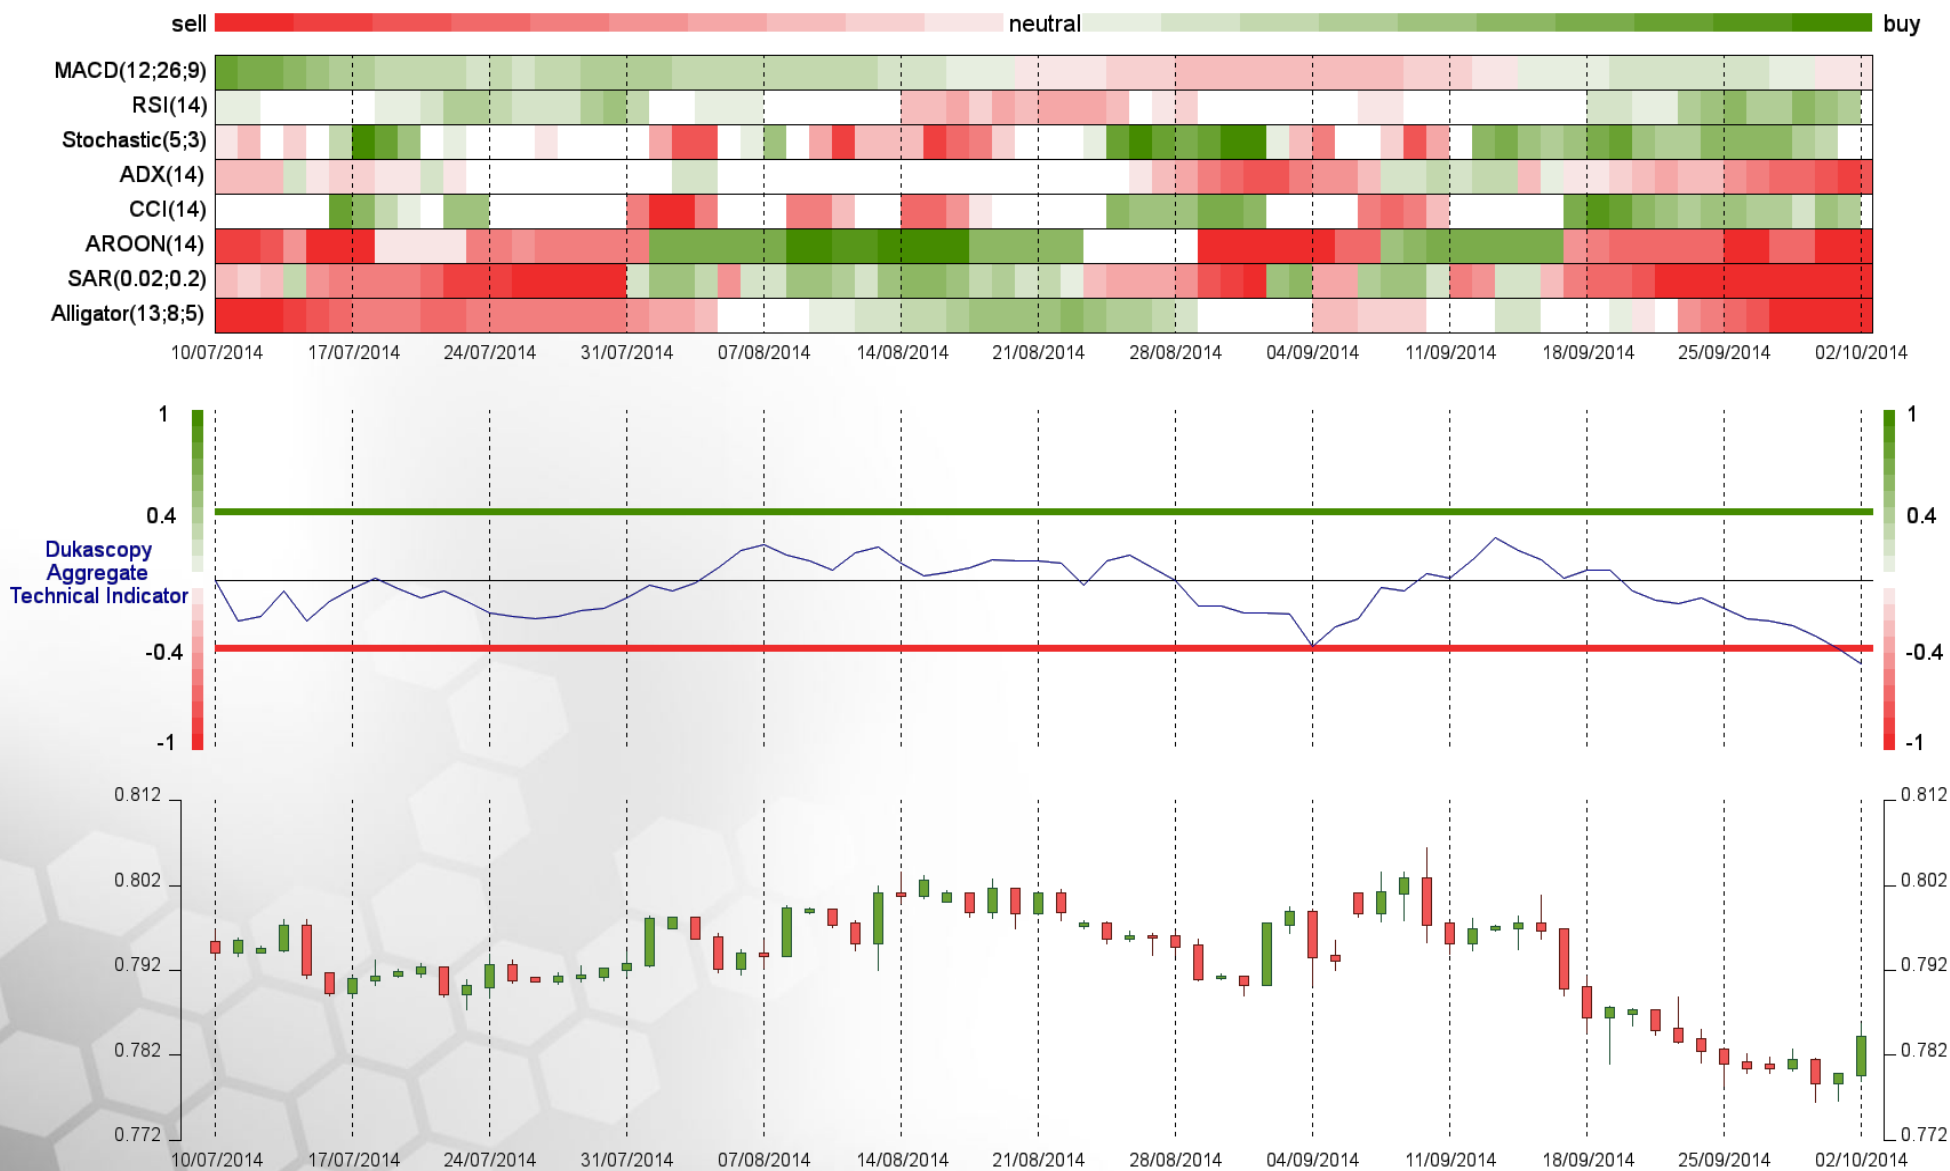 sell neutral buy
MACD(12;26;9)
RSI(14)
Stochastic(5;3)
ADX(14)
CCI(14)
AROON(14)
SAR(0.02;0.2)
Alligator(13;8;5)
10/07/2014 17/07/2014 24/07/2014 31/07/2014 07/08/2014 14/08/2014 21/08/2014 28/08/2014 04/09/2014 11/09/2014 18/09/2014 25/09/2014 02/10/2014
1 1
0.4 0.4
Dukascopy
Aggregate
Technical Indicator
-0.4 -0.4
-1 -1
0.812 0.812
0.802 0.802
0.792 0.792
0.782 0.782
0.772 0.772
10/07/2014 17/07/2014 24/07/2014 31/07/2014 07/08/2014 14/08/2014 21/08/2014 28/08/2014 04/09/2014 11/09/2014 18/09/2014 25/09/2014 02/10/2014